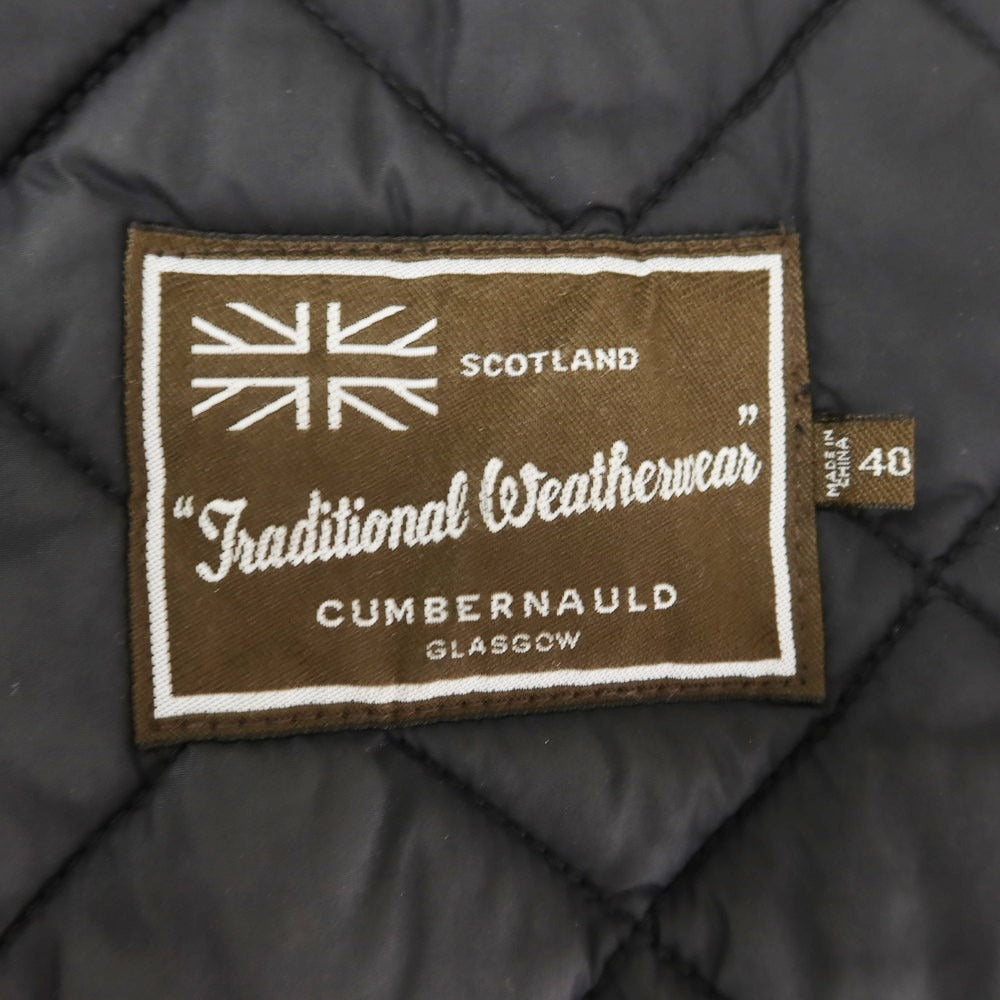 SCOTLAND
"Traditional Weatherwear"
CUMBERNAULD
GLASGOW
MADE IN
CHINA
40